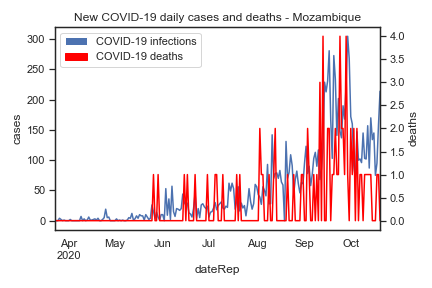 New COVID-19 daily cases and deaths - Mozambique
COVID-19 infections
COVID-19 deaths
300
250
200
150
100
50
0
cases
4.0
3.5
3.0
2.5
2.0
1.5
1.0
0.5
0.0
deaths
Apr May Jun Jul Aug Sep Oct
2020
dateRep